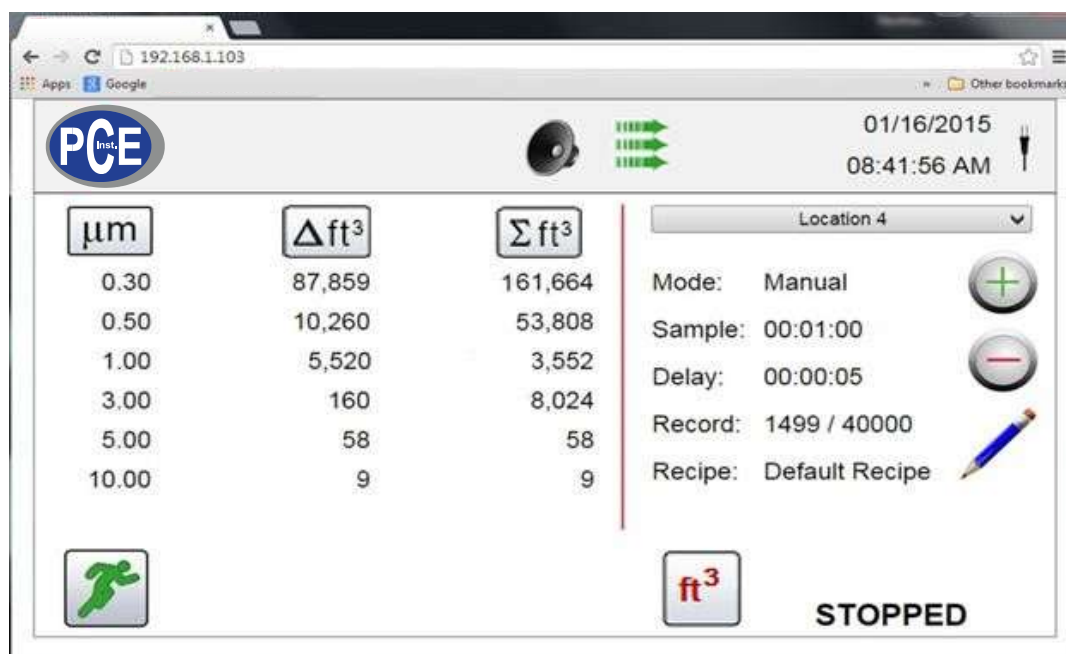 192.168.1.103
Apps Google Other bookmarks
PCE Inst.
01/16/2015
08:41:56 AM
µm Δft³ Σft³
0.30 87,859 161,664
0.50 10,260 53,808
1.00 5,520 3,552
3.00 160 8,024
5.00 58 58
10.00 9 9
Location 4
Mode: Manual
Sample: 00:01:00
Delay: 00:00:05
Record: 1499 / 40000
Recipe: Default Recipe
ft³
STOPPED